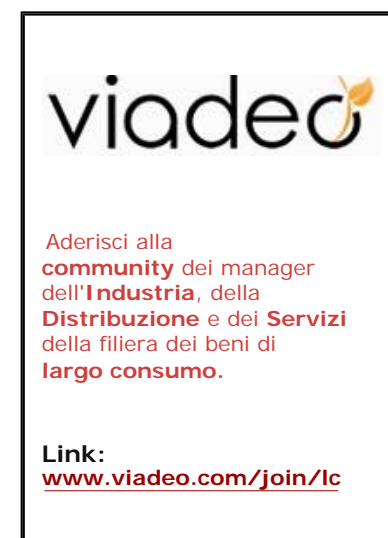 viadeo
Aderisci alla
community dei manager
dell'Industria, della
Distribuzione e dei Servizi
della filiera dei beni di
largo consumo.
Link:
www.viadeo.com/join/lc